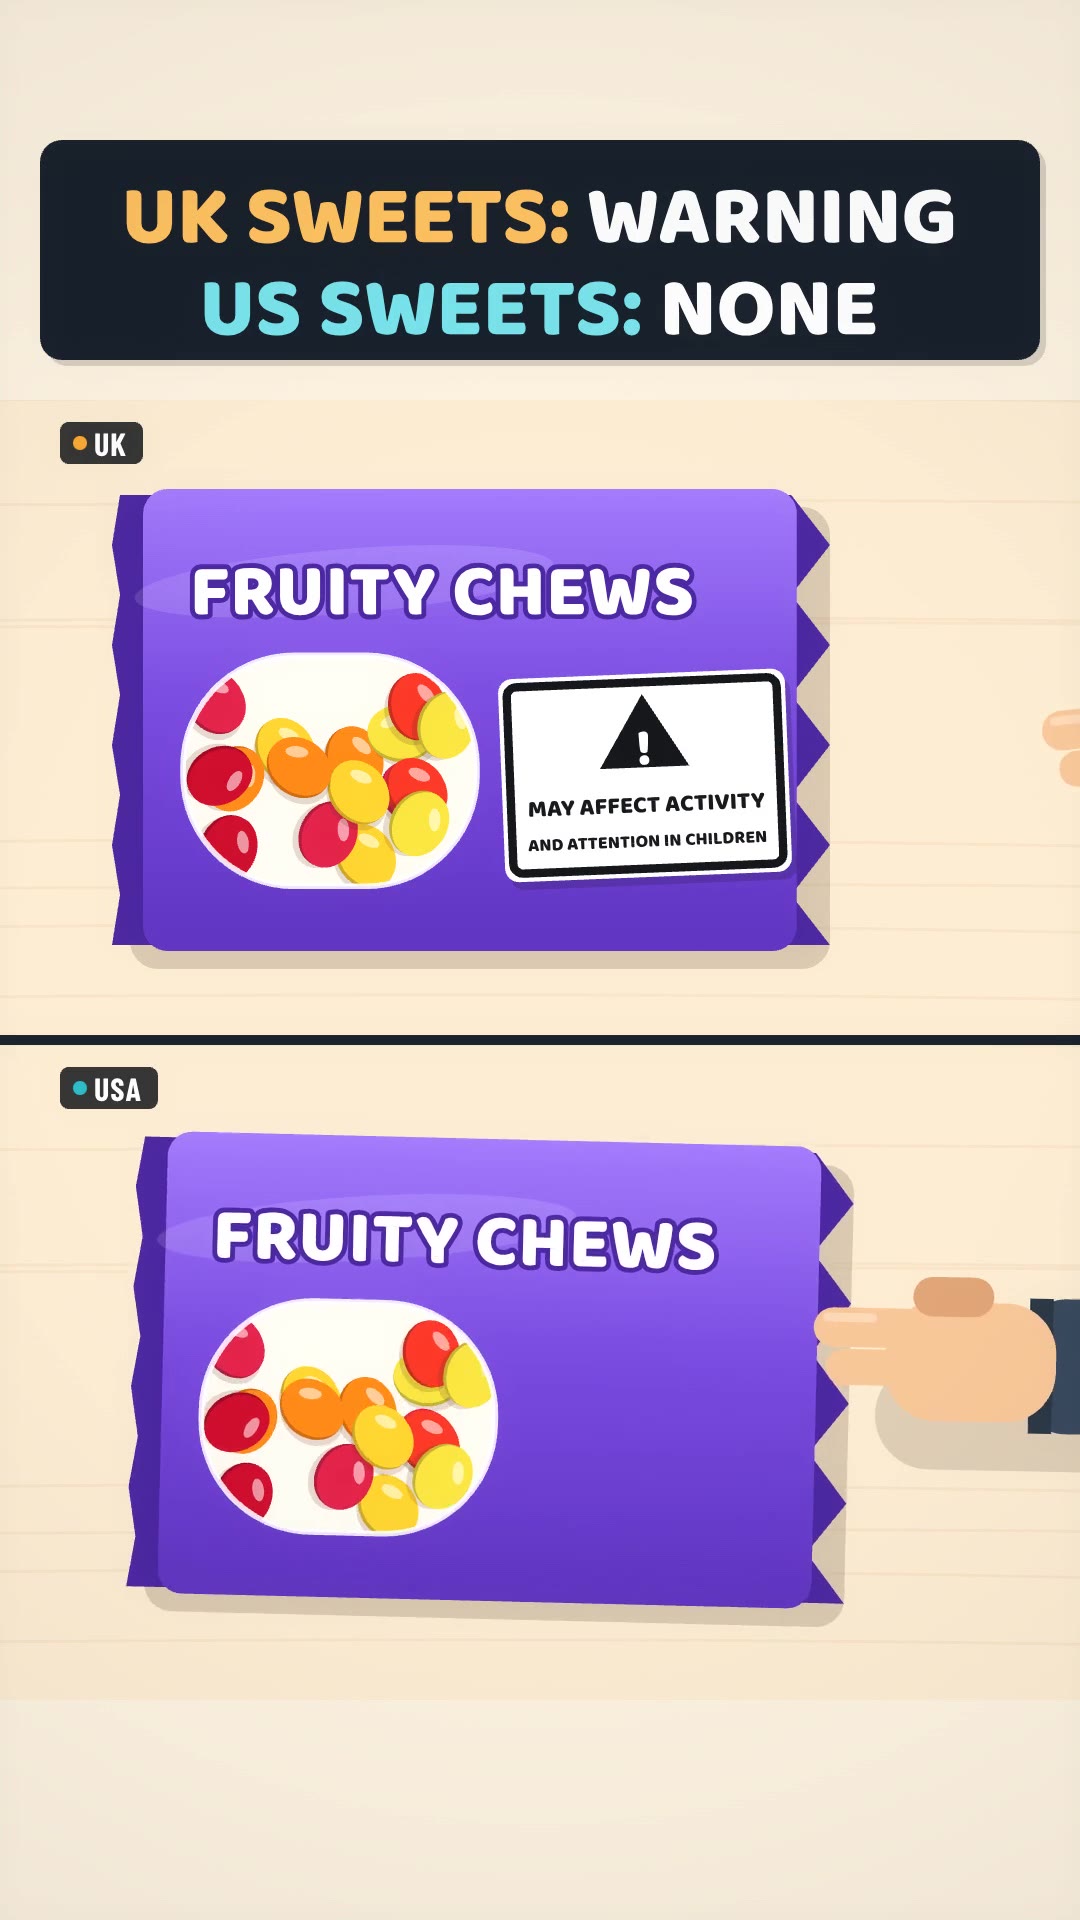 UK SWEETS: WARNING
US SWEETS: NONE
UK
FRUITY CHEWS
!
MAY AFFECT ACTIVITY
AND ATTENTION IN CHILDREN
USA
FRUITY CHEWS